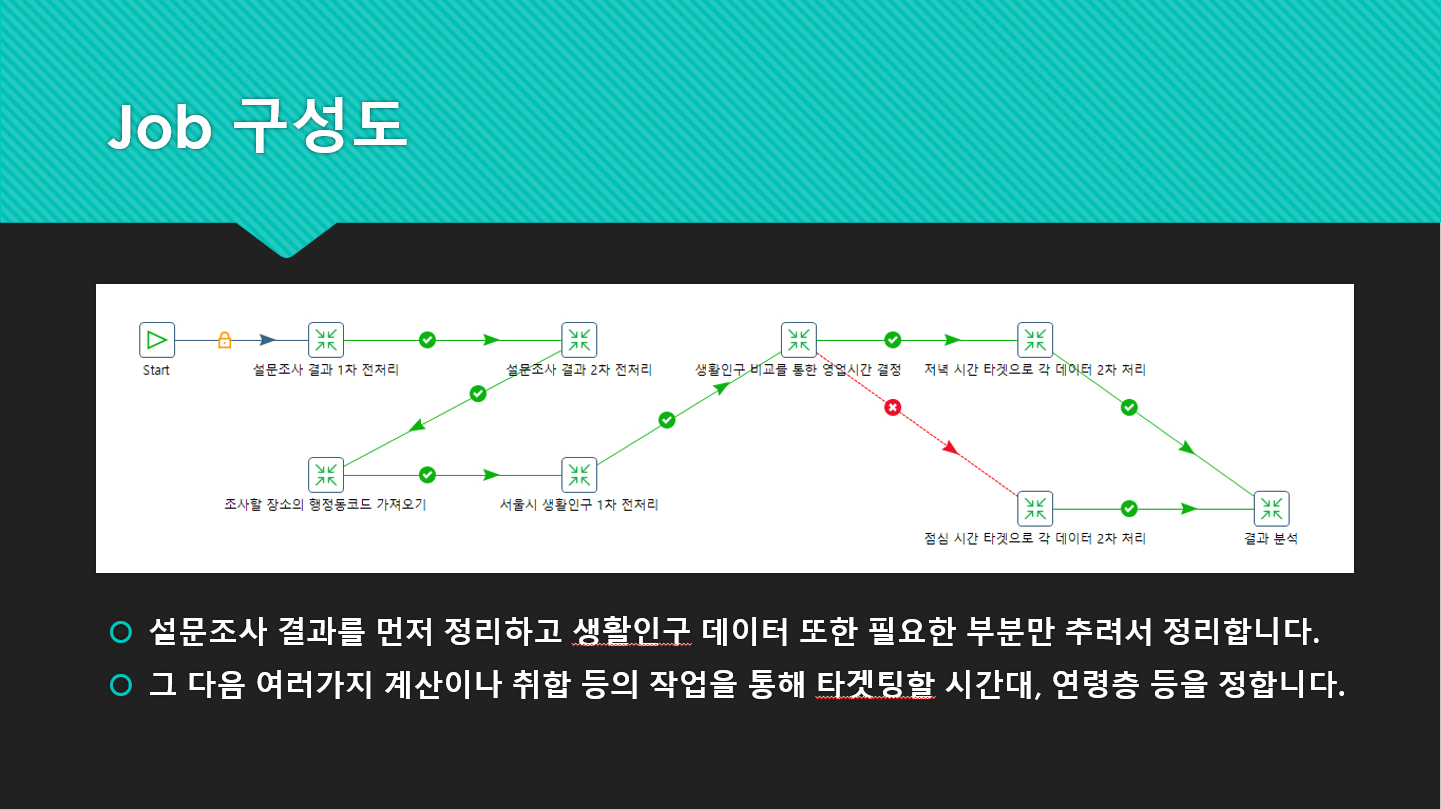 Job 구성도
Start
설문조사 결과 1차 전처리
설문조사 결과 2차 전처리
생활인구 비교를 통한 영업시간 결정
저녁 시간 타겟으로 각 데이터 2차 처리
조사할 장소의 행정동코드 가져오기
서울시 생활인구 1차 전처리
점심 시간 타겟으로 각 데이터 2차 처리
결과 분석
설문조사 결과를 먼저 정리하고 생활인구 데이터 또한 필요한 부분만 추려서 정리합니다.
그 다음 여러가지 계산이나 취합 등의 작업을 통해 타겟팅할 시간대, 연령층 등을 정합니다.